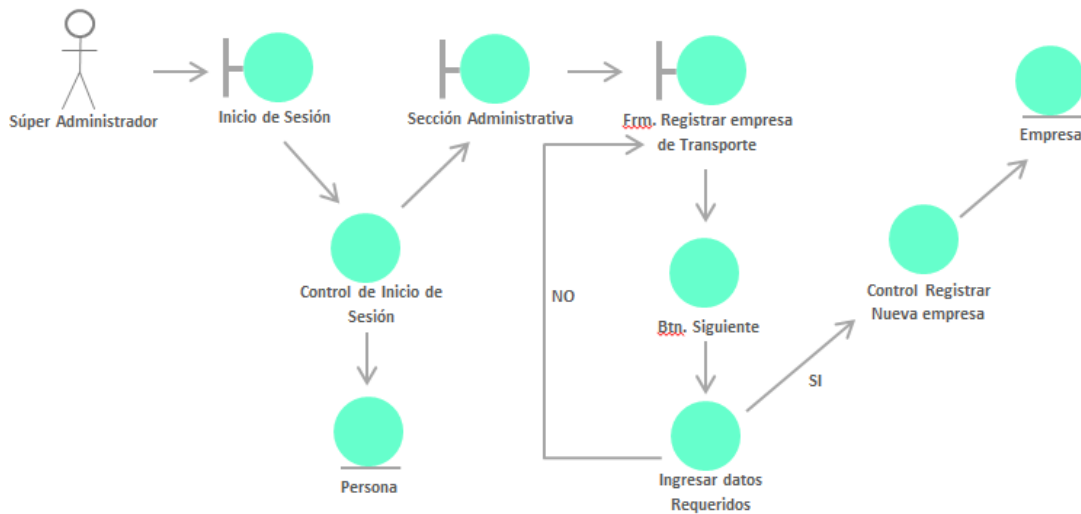 Súper Administrador
Inicio de Sesión
Sección Administrativa
Frm. Registrar empresa
de Transporte
Empresa
Control de Inicio de
Sesión
NO
Btn. Siguiente
Control Registrar
Nueva empresa
SI
Persona
Ingresar datos
Requeridos